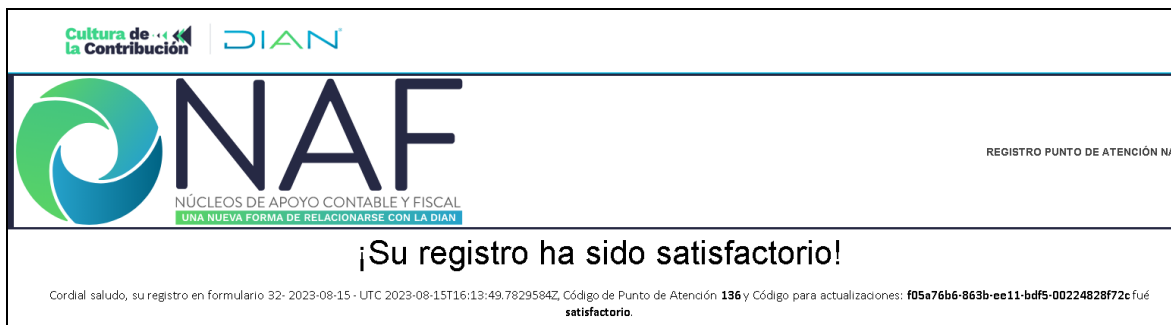 Cultura de
la Contribución
DIAN
NAF
NÚCLEOS DE APOYO CONTABLE Y FISCAL
UNA NUEVA FORMA DE RELACIONARSE CON LA DIAN
REGISTRO PUNTO DE ATENCIÓN NA
¡Su registro ha sido satisfactorio!
Cordial saludo, su registro en formulario 32- 2023-08-15 - UTC 2023-08-15T16:13:49.7829584Z, Código de Punto de Atención 136 y Código para actualizaciones: f05a76b6-863b-ee11-bdf5-00224828f72c fué
satisfactorio.